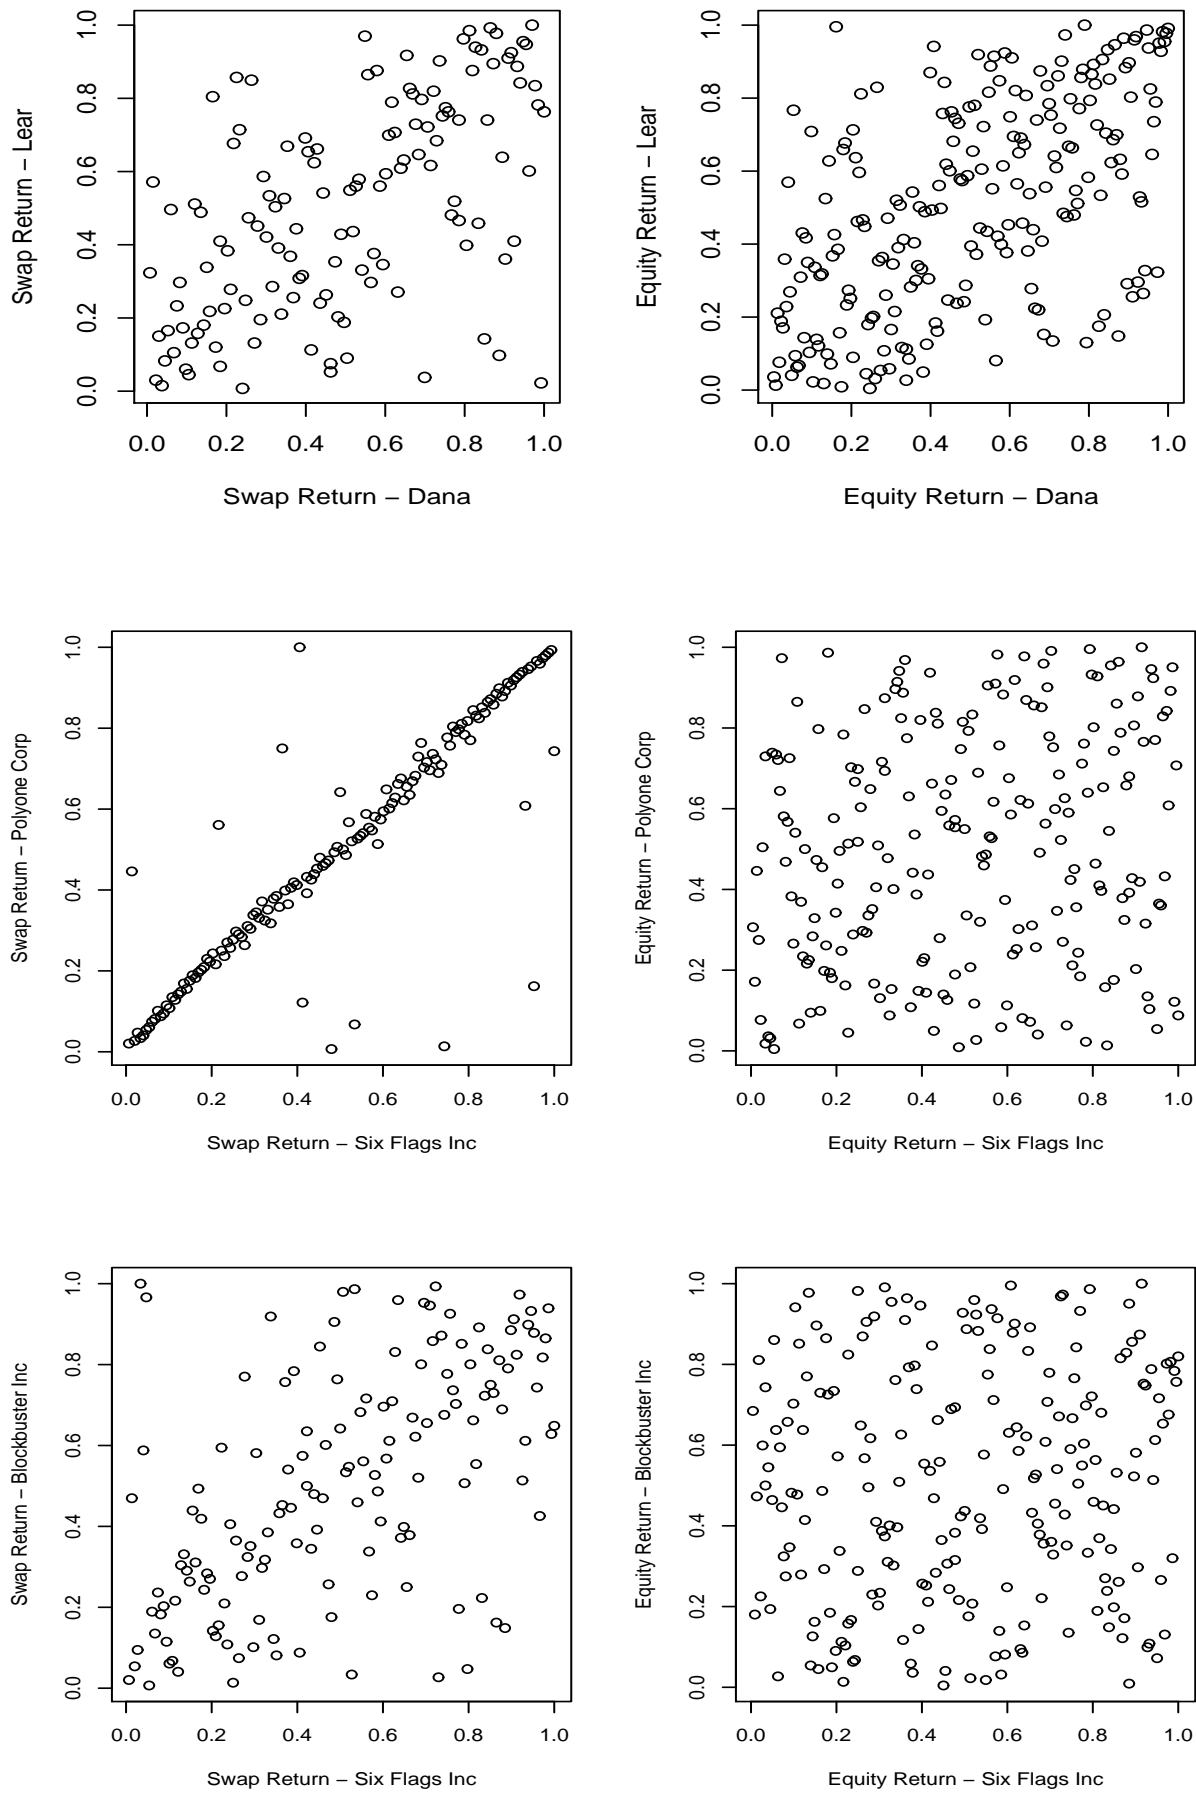 Swap Return – Lear
1.0
0.8
0.6
0.4
0.2
0.0
0.0 0.2 0.4 0.6 0.8 1.0
Swap Return – Dana
Equity Return – Lear
1.0
0.8
0.6
0.4
0.2
0.0
0.0 0.2 0.4 0.6 0.8 1.0
Equity Return – Dana
Swap Return – Polyone Corp
1.0
0.8
0.6
0.4
0.2
0.0
0.0 0.2 0.4 0.6 0.8 1.0
Swap Return – Six Flags Inc
Equity Return – Polyone Corp
1.0
0.8
0.6
0.4
0.2
0.0
0.0 0.2 0.4 0.6 0.8 1.0
Equity Return – Six Flags Inc
Swap Return – Blockbuster Inc
1.0
0.8
0.6
0.4
0.2
0.0
0.0 0.2 0.4 0.6 0.8 1.0
Swap Return – Six Flags Inc
Equity Return – Blockbuster Inc
1.0
0.8
0.6
0.4
0.2
0.0
0.0 0.2 0.4 0.6 0.8 1.0
Equity Return – Six Flags Inc